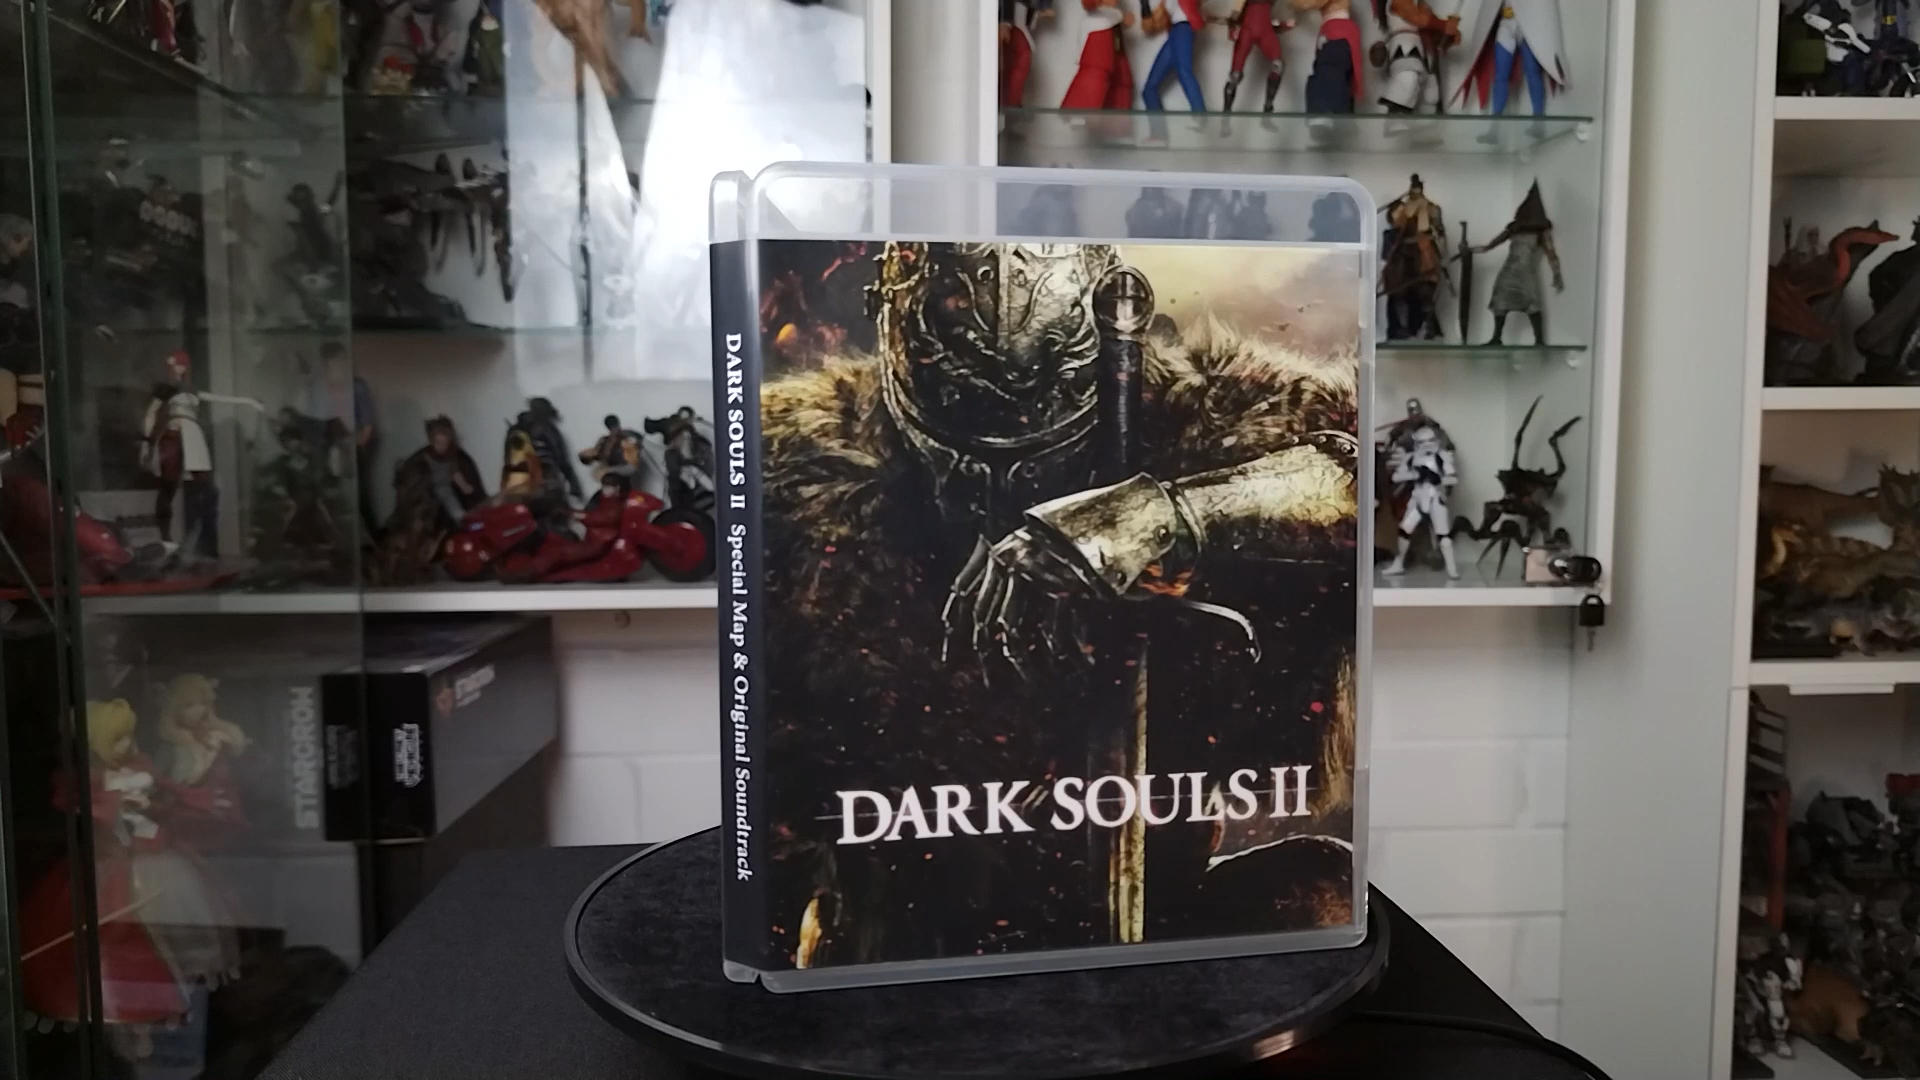 DARK SOULS II Special Map & Original Soundtrack
DARK SOULS II
STARCRON